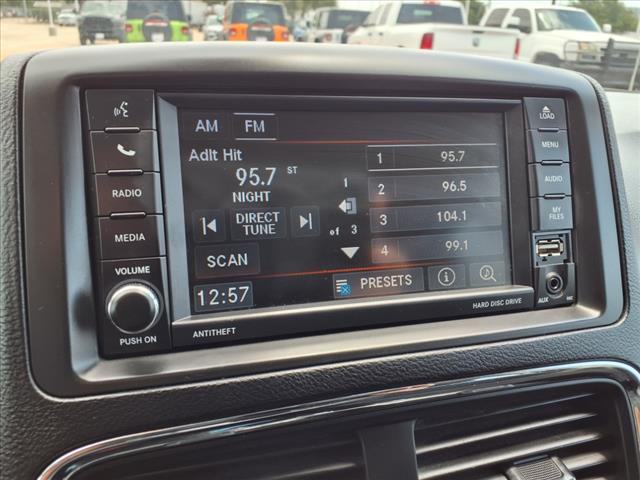 LOAD
MENU
AUDIO
MY
FILES
AUX
RADIO
MEDIA
VOLUME
PUSH ON
AM FM
Adlt Hit
95.7 ST
NIGHT
DIRECT
TUNE
SCAN
12:57
1
of 3
1 95.7
2 96.5
3 104.1
4 99.1
PRESETS
ANTITHEFT
HARD DISC DRIVE